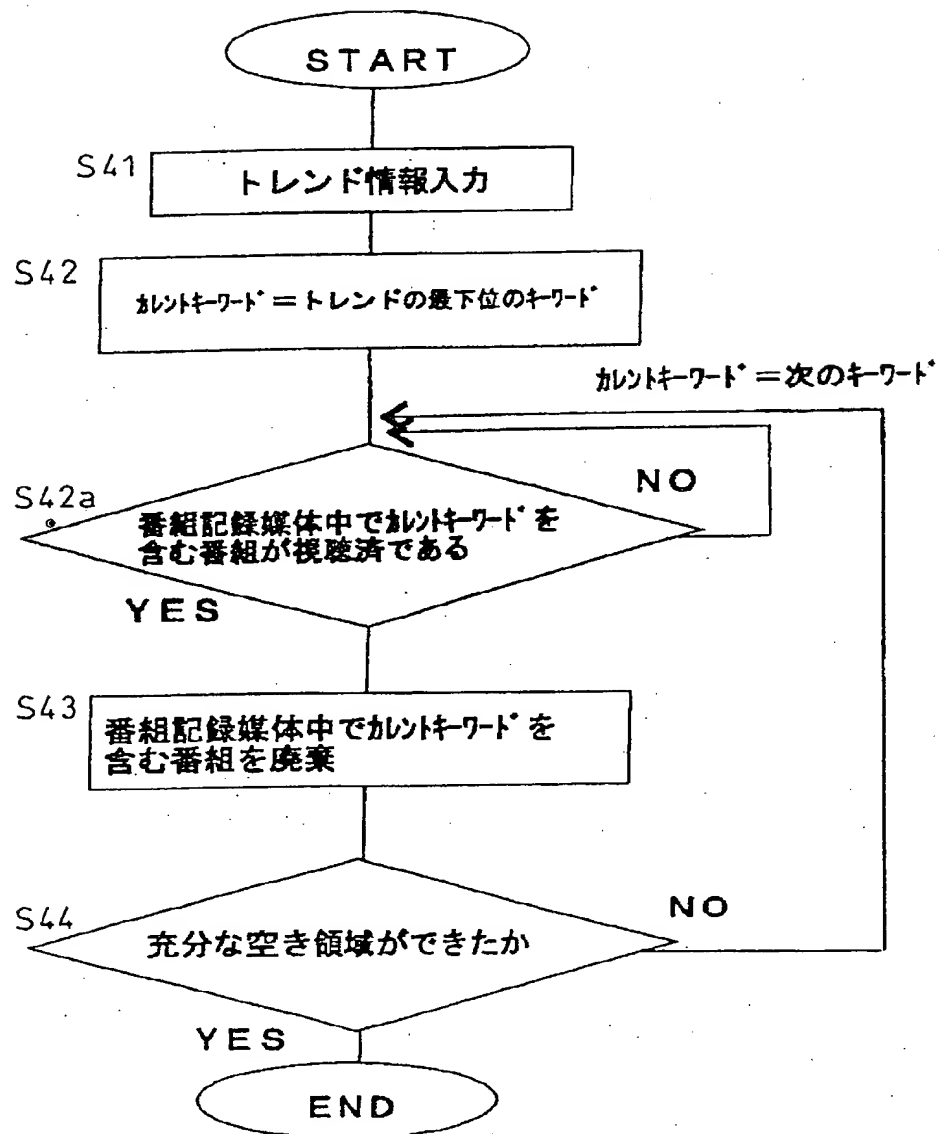 START
S41
トレンド情報入力
S42
ｶﾚﾝﾄｷｰﾜｰﾄﾞ＝トレンドの最下位のｷｰﾜｰﾄﾞ
ｶﾚﾝﾄｷｰﾜｰﾄﾞ＝次のｷｰﾜｰﾄﾞ
S42a
NO
番組記録媒体中でｶﾚﾝﾄｷｰﾜｰﾄﾞを
含む番組が視聴済である
YES
S43
番組記録媒体中でｶﾚﾝﾄｷｰﾜｰﾄﾞを
含む番組を廃棄
S44
NO
充分な空き領域ができたか
YES
END